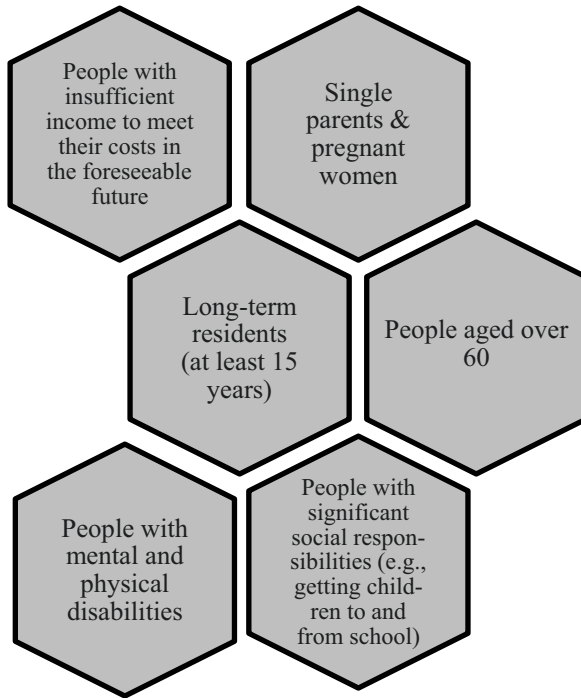 People with
insufficient
income to meet
their costs in
the foreseeable
future
Single
parents &
pregnant
women
Long-term
residents
(at least 15
years)
People aged over
60
People with
mental and
physical
disabilities
People with
significant
social respon-
sibilities (e.g.,
getting child-
ren to and
from school)